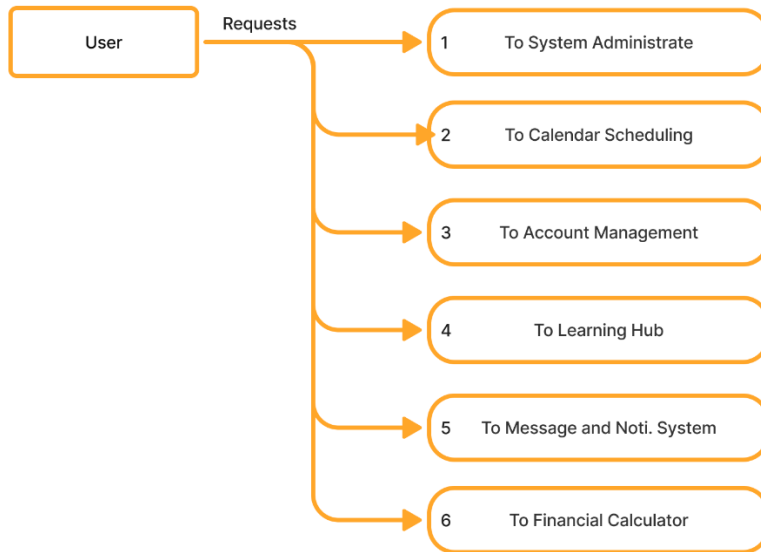 User
Requests
1 To System Administrate
2 To Calendar Scheduling
3 To Account Management
4 To Learning Hub
5 To Message and Noti. System
6 To Financial Calculator